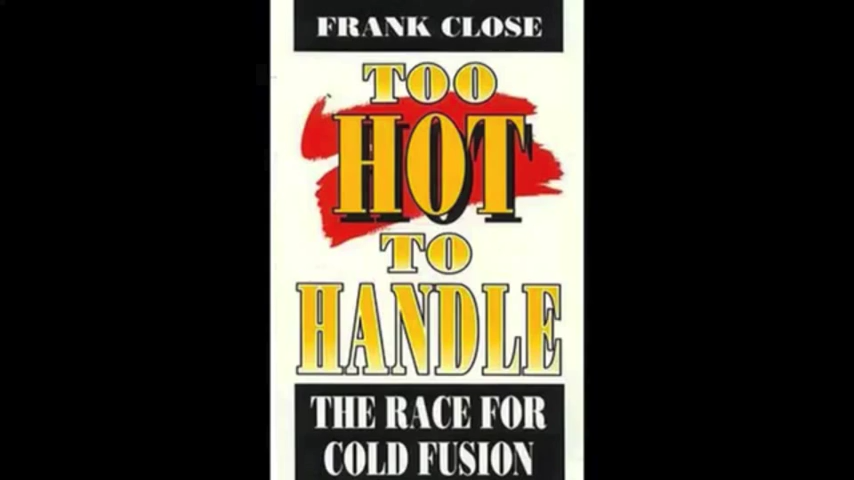 FRANK CLOSE
TOO
HOT
TO
HANDLE
THE RACE FOR
COLD FUSION